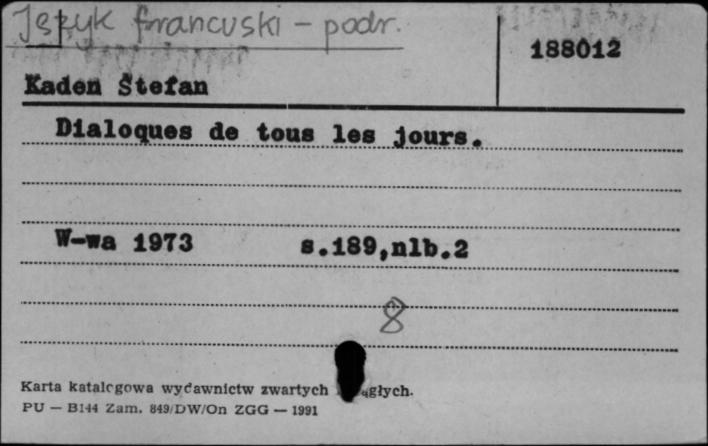 Język francuski - podr.
188012
Kaden Stefan
Dialoques de tous les jours.
W-wa 1973 s.189,nlb.2
8
Karta katalogowa wydawnictw zwartych głych.
PU — B144 Zam. 849/DW/On ZGG — 1991